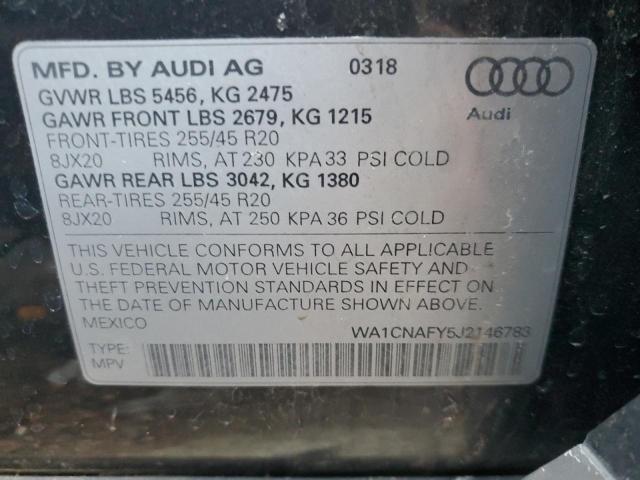 MFD. BY AUDI AG 0318
GVWR LBS 5456, KG 2475
Audi
GAWR FRONT LBS 2679, KG 1215
FRONT-TIRES 255/45 R20
8JX20 RIMS, AT 230 KPA 33 PSI COLD
GAWR REAR LBS 3042, KG 1380
REAR-TIRES 255/45 R20
8JX20 RIMS, AT 250 KPA 36 PSI COLD
THIS VEHICLE CONFORMS TO ALL APPLICABLE
U.S. FEDERAL MOTOR VEHICLE SAFETY AND
THEFT PREVENTION STANDARDS IN EFFECT ON
THE DATE OF MANUFACTURE SHOWN ABOVE.
MEXICO WA1CNAFY5J2146783
TYPE:
MPV